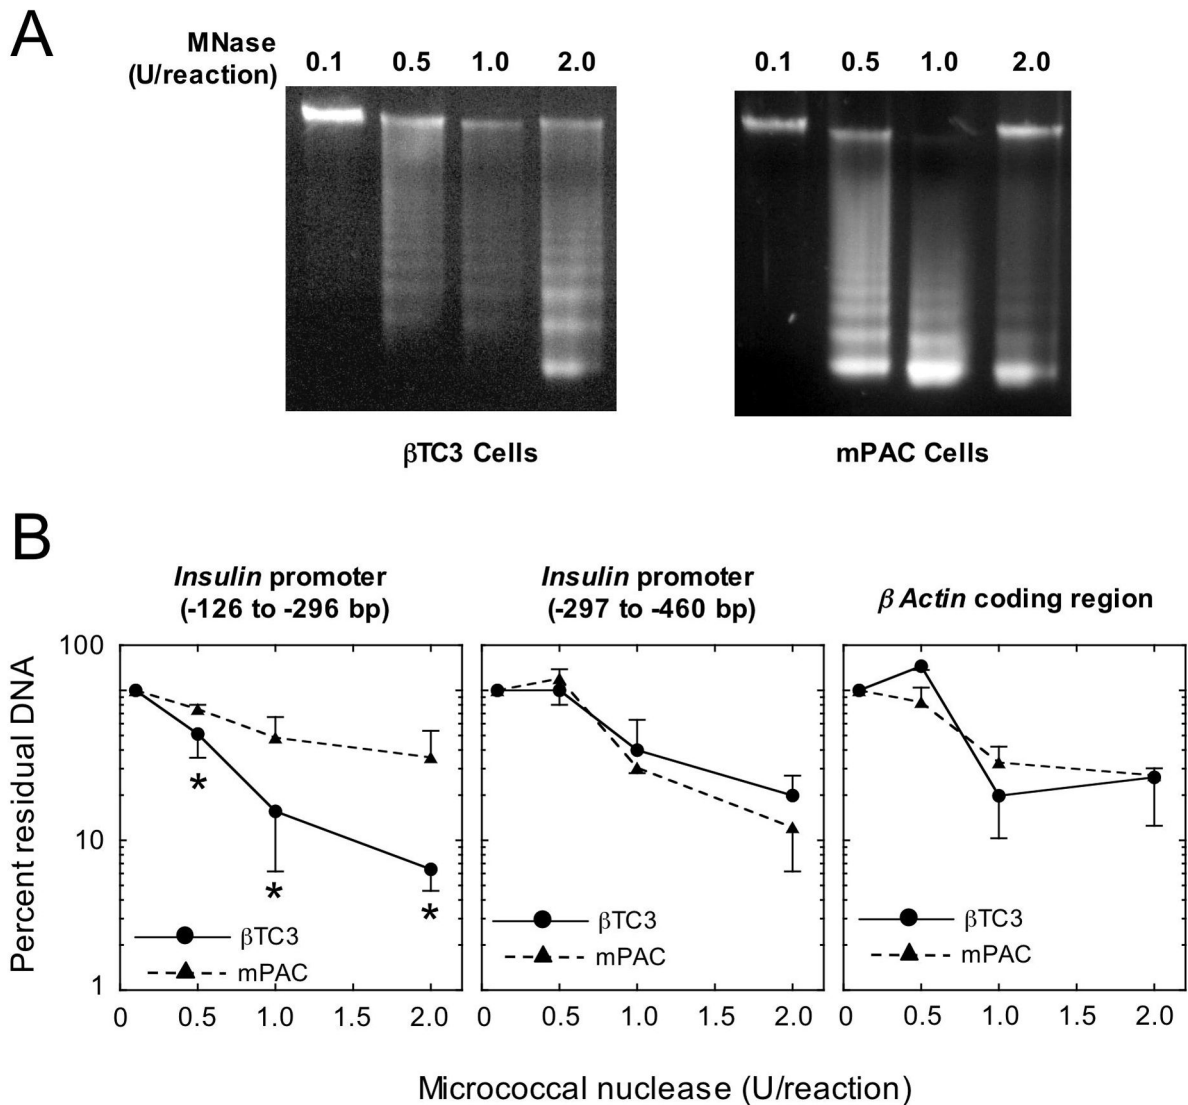 A
MNase
(U/reaction)
0.1 0.5 1.0 2.0
0.1 0.5 1.0 2.0
βTC3 Cells
mPAC Cells
B
Insulin promoter
(-126 to -296 bp)
Insulin promoter
(-297 to -460 bp)
β Actin coding region
Percent residual DNA
100
10
1
*
*
*
βTC3
mPAC
βTC3
mPAC
βTC3
mPAC
0 0.5 1.0 1.5 2.0
0 0.5 1.0 1.5 2.0
0 0.5 1.0 1.5 2.0
Micrococcal nuclease (U/reaction)